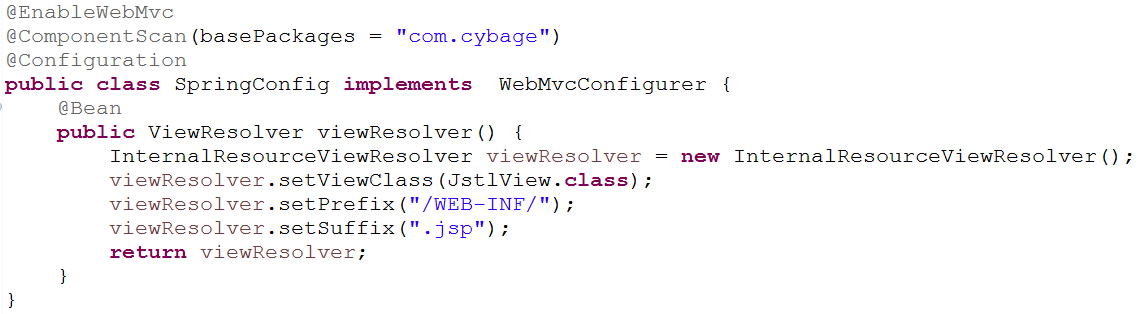 @EnableWebMvc
@ComponentScan(basePackages = "com.cybage")
@Configuration
public class SpringConfig implements  WebMvcConfigurer {
    @Bean
    public ViewResolver viewResolver() {
        InternalResourceViewResolver viewResolver = new InternalResourceViewResolver();
        viewResolver.setViewClass(JstlView.class);
        viewResolver.setPrefix("/WEB-INF/");
        viewResolver.setSuffix(".jsp");
        return viewResolver;
    }
}